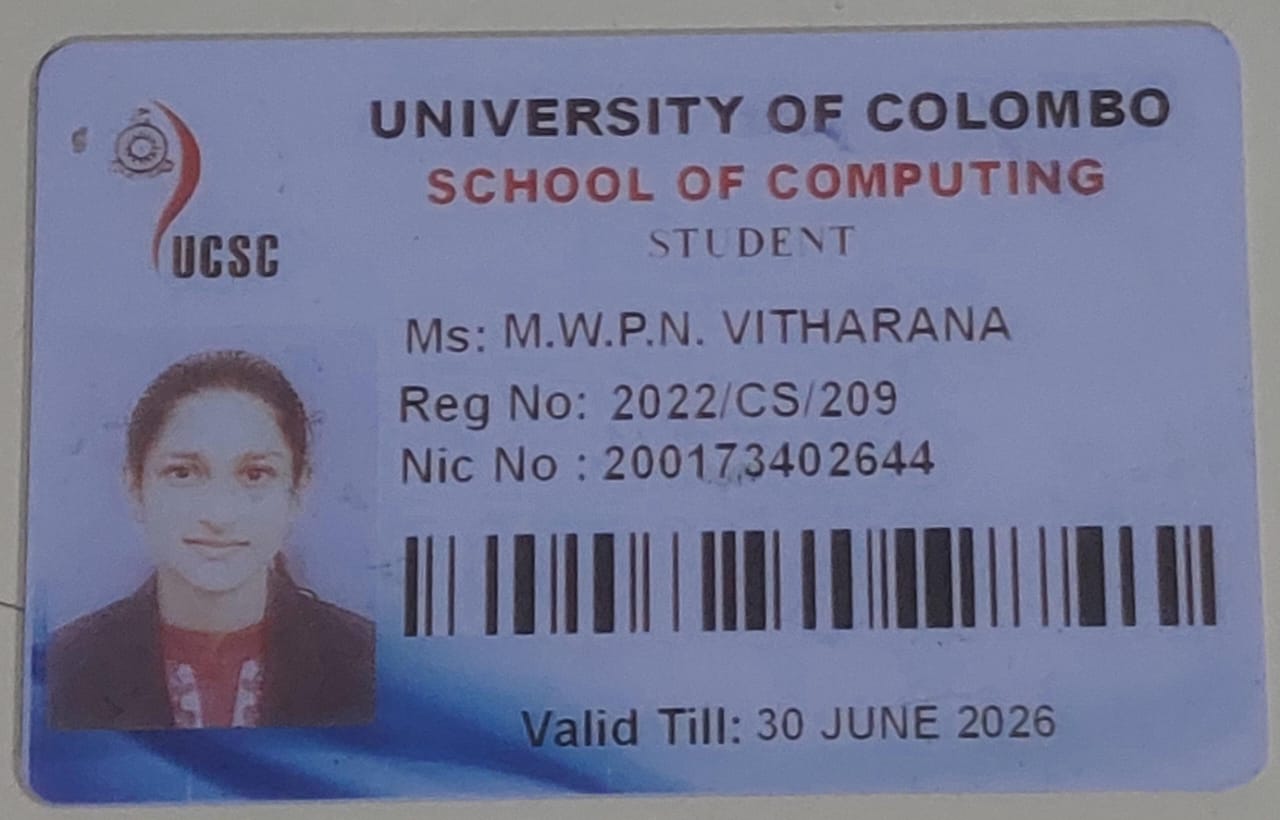 UNIVERSITY OF COLOMBO
SCHOOL OF COMPUTING
STUDENT
UCSC
Ms: M.W.P.N. VITHARANA
Reg No: 2022/CS/209
Nic No : 200173402644
Valid Till: 30 JUNE 2026